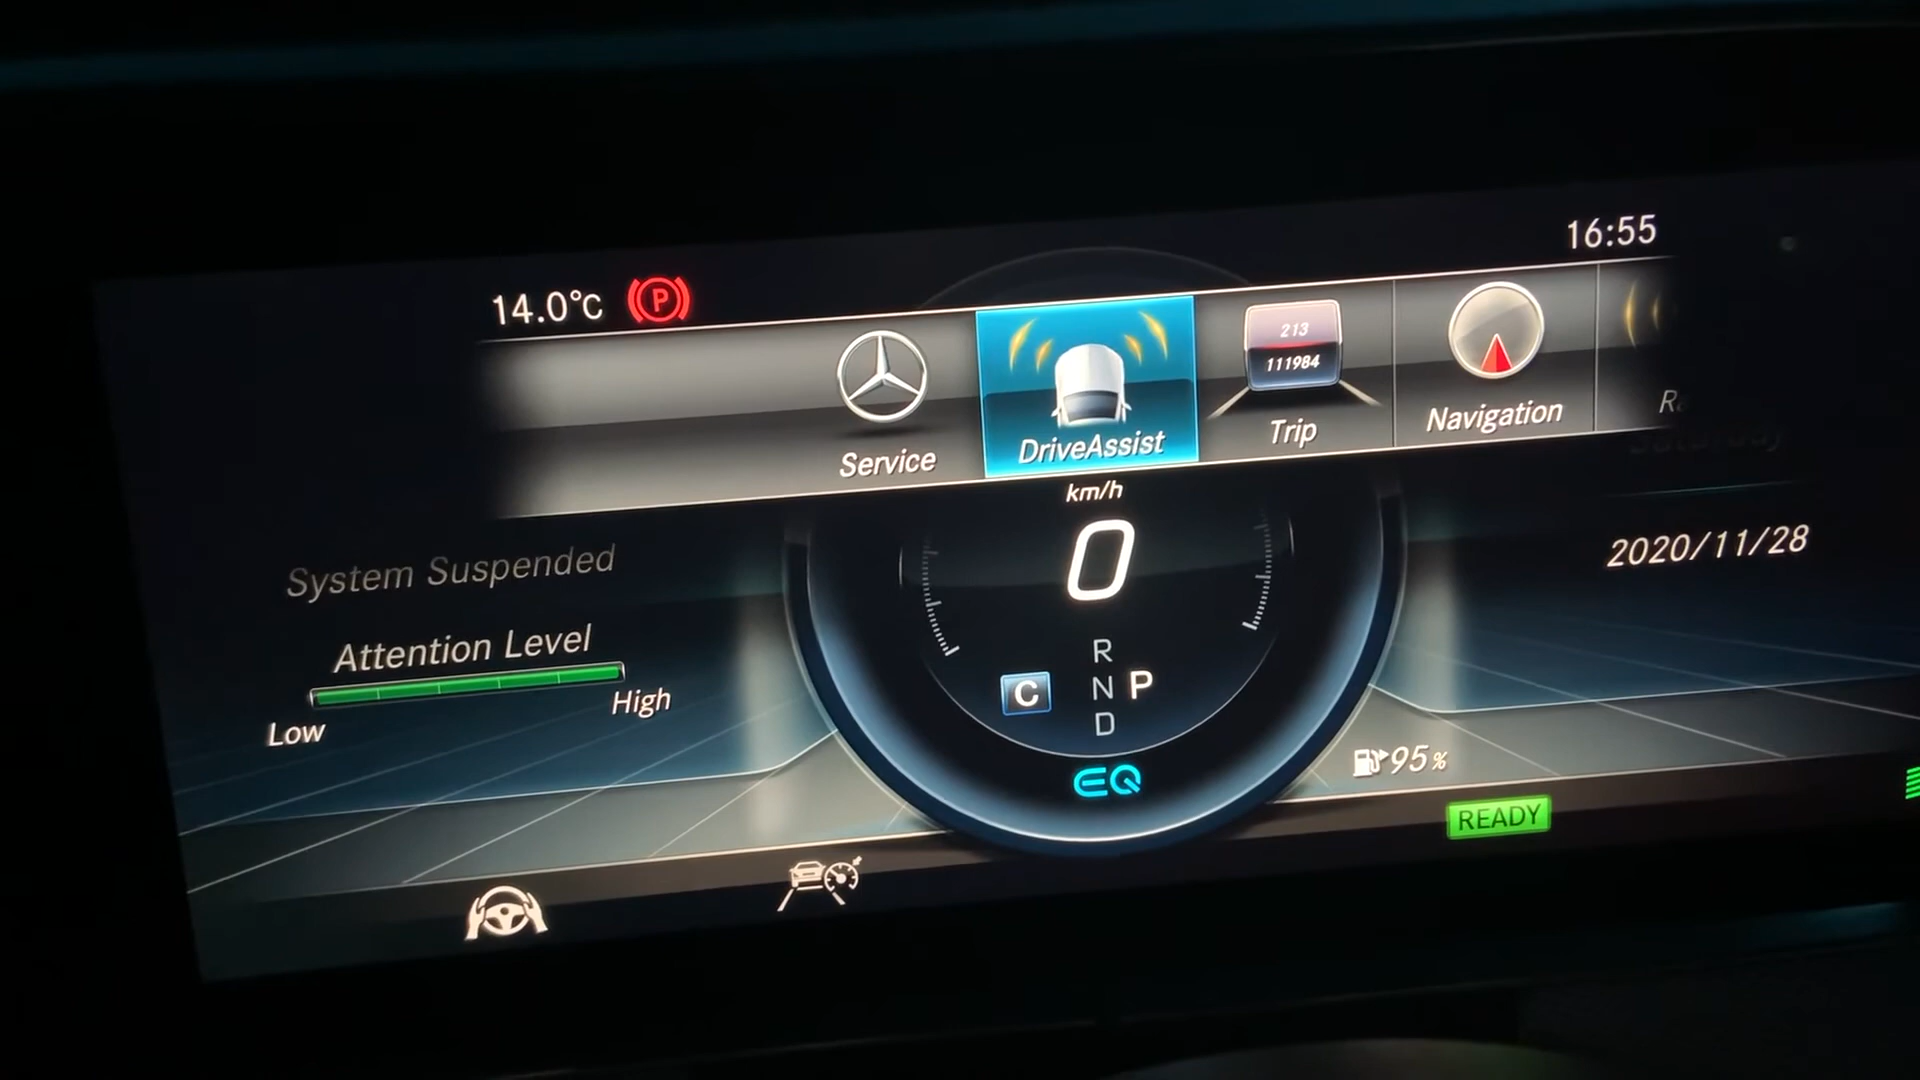 16:55
14.0°C
P
213
111984
Service
DriveAssist
Trip
Navigation
km/h
0
System Suspended
2020/11/28
Attention Level
Low
High
R
C
N
P
D
95%
EQ
READY